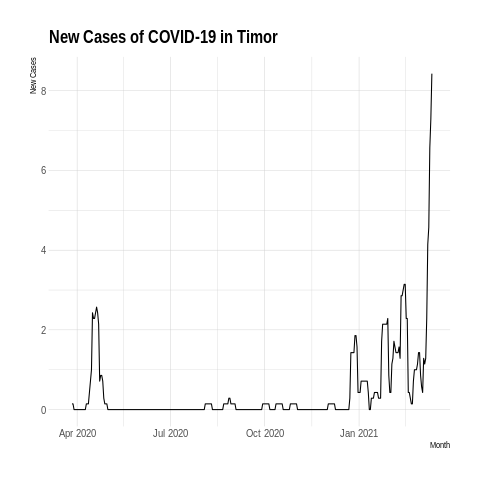 New Cases of COVID-19 in Timor
New Cases
8
6
4
2
0
Apr 2020
Jul 2020
Oct 2020
Jan 2021
Month